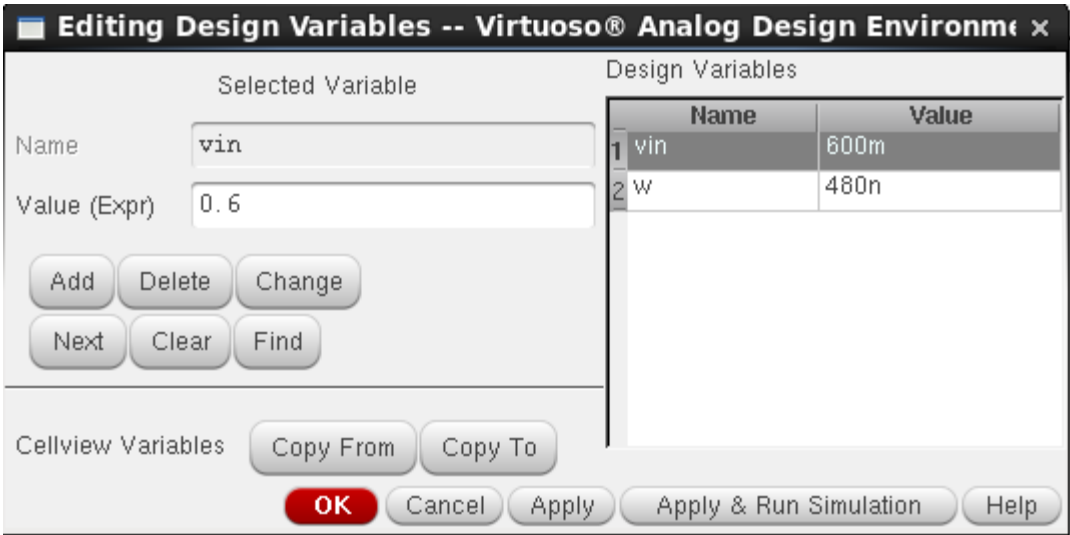 Editing Design Variables -- Virtuoso® Analog Design Environme ×
Selected Variable
Name vin
Value (Expr) 0.6
Add Delete Change
Next Clear Find
Cellview Variables Copy From Copy To
Design Variables
Name Value
1 vin 600m
2 w 480n
OK Cancel Apply Apply & Run Simulation Help